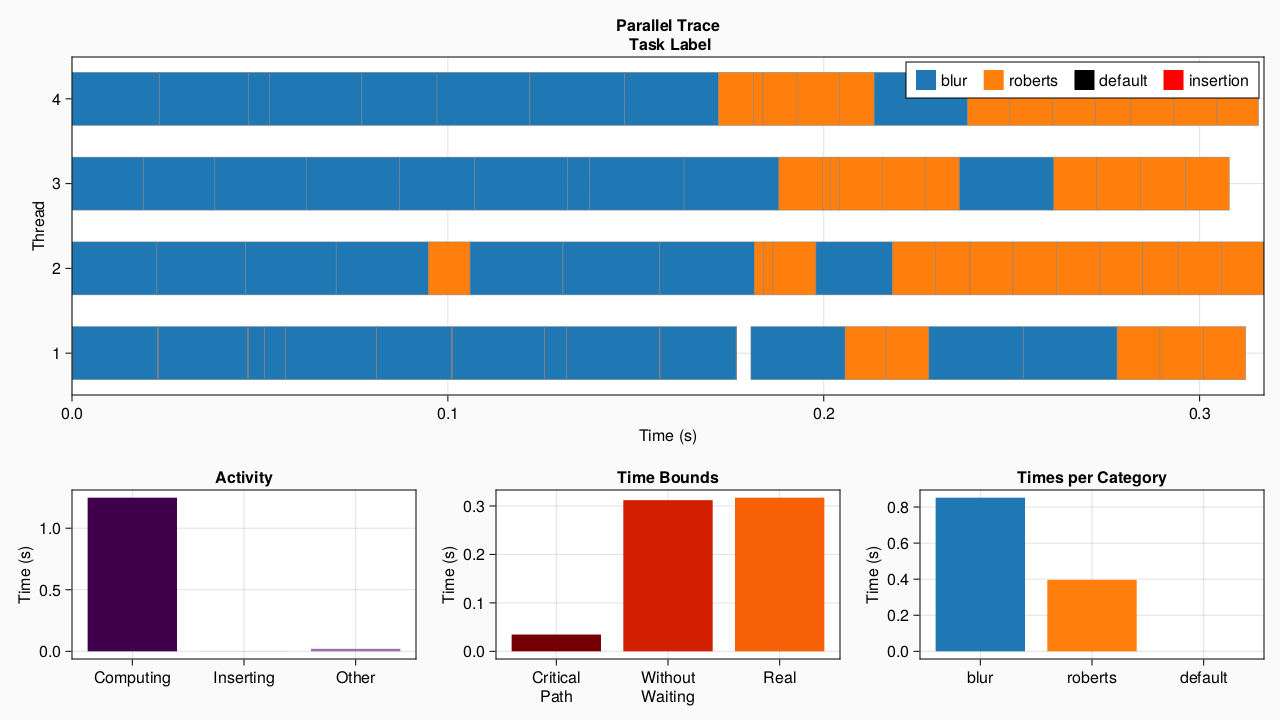 Parallel Trace
Task Label
blur roberts default insertion
4
3
2
1
Thread
0.0 0.1 0.2 0.3
Time (s)
Activity
1.0
0.5
0.0
Time (s)
Computing Inserting Other
Time Bounds
0.3
0.2
0.1
0.0
Time (s)
Critical Path Without Waiting Real
Times per Category
0.8
0.6
0.4
0.2
0.0
Time (s)
blur roberts default